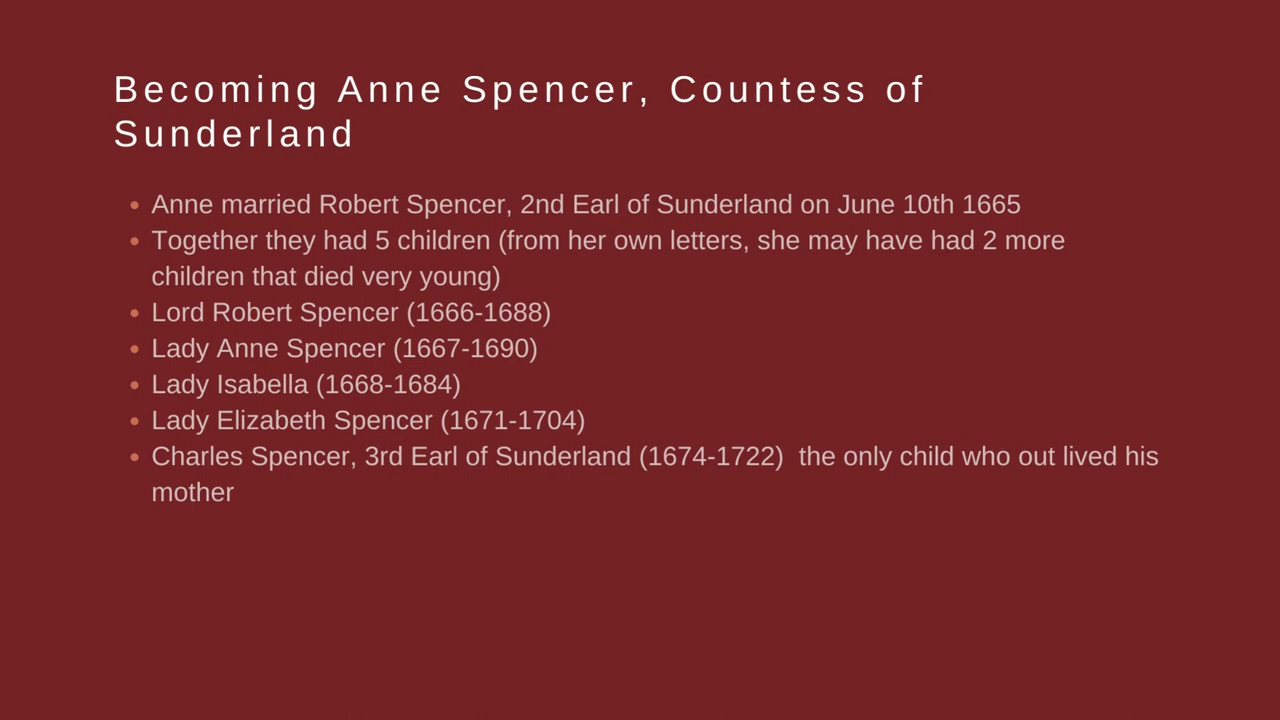 Becoming Anne Spencer, Countess of
Sunderland
• Anne married Robert Spencer, 2nd Earl of Sunderland on June 10th 1665
• Together they had 5 children (from her own letters, she may have had 2 more
children that died very young)
• Lord Robert Spencer (1666-1688)
• Lady Anne Spencer (1667-1690)
• Lady Isabella (1668-1684)
• Lady Elizabeth Spencer (1671-1704)
• Charles Spencer, 3rd Earl of Sunderland (1674-1722)  the only child who out lived his
mother